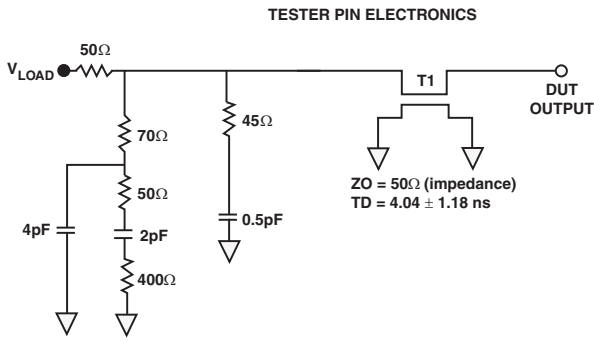 TESTER PIN ELECTRONICS
50Ω
VLOAD
T1
DUT
OUTPUT
70Ω
45Ω
50Ω
ZO = 50Ω (impedance)
TD = 4.04 ± 1.18 ns
4pF
2pF
0.5pF
400Ω